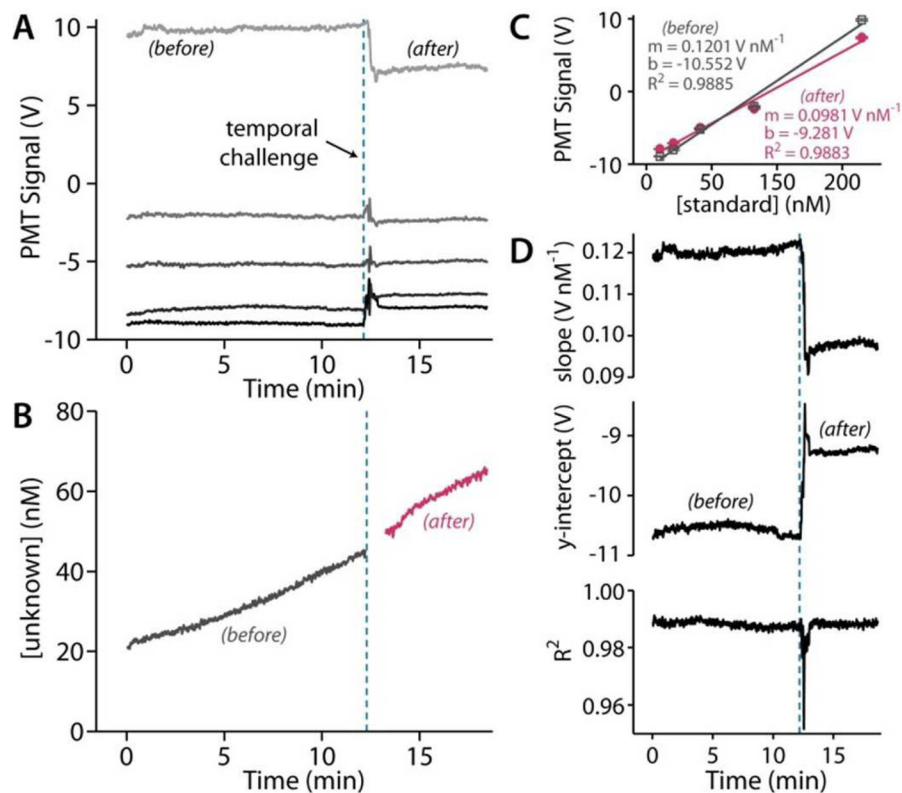 A
10
5
0
-5
-10
PMT Signal (V)
(before)
(after)
temporal
challenge
0
5
10
15
Time (min)
B
80
60
40
20
0
[unknown] (nM)
(before)
(after)
0
5
10
15
Time (min)
C
10
0
-10
PMT Signal (V)
(before)
m = 0.1201 V nM⁻¹
b = -10.552 V
R² = 0.9885
(after)
m = 0.0981 V nM⁻¹
b = -9.281 V
R² = 0.9883
0
50
150
200
[standard] (nM)
D
0.12
0.10
0.09
slope (V nM⁻¹)
-9
-10
-11
y-intercept (V)
(before)
(after)
1.00
0.98
0.96
R²
0
5
10
15
Time (min)